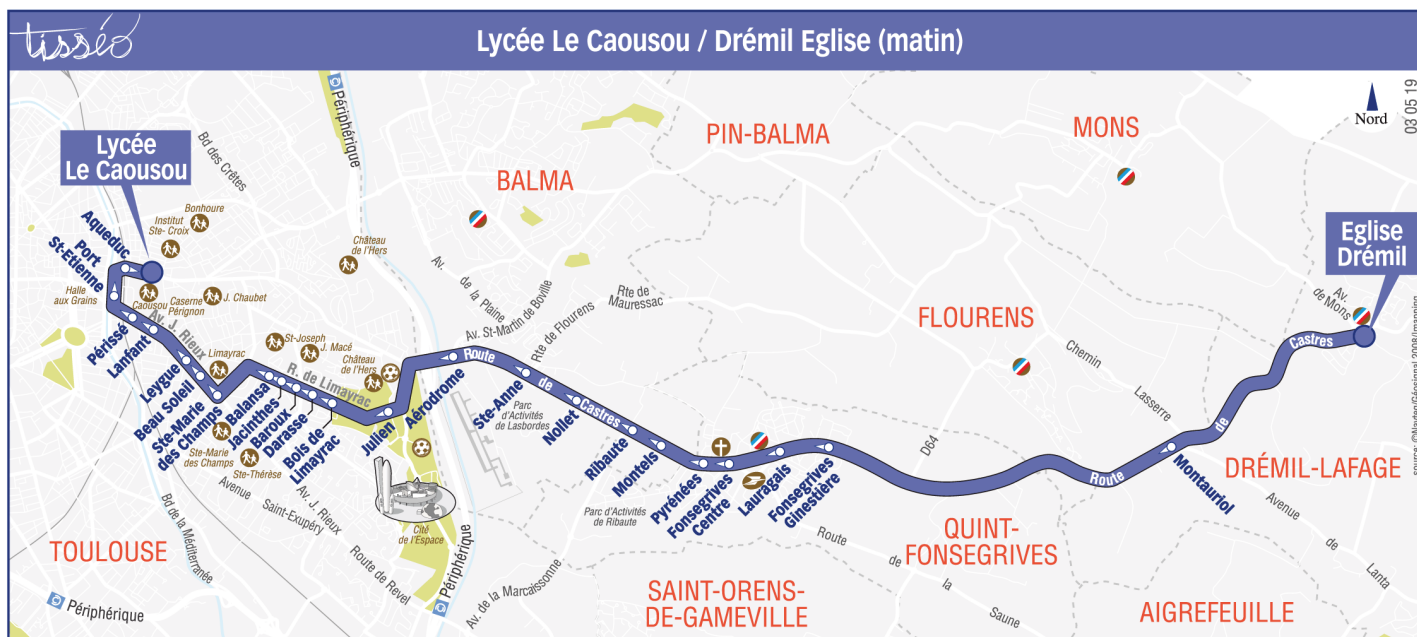 tisséo
Lycée Le Caousou / Drémil Eglise (matin)
03 05 19
Nord
PIN-BALMA
MONS
Lycée
Le Caousou
Bd des Crêtes
Périphérique
BALMA
Bonhoure
Institut
Ste- Croix
Aqueduc
Port
St-Etienne
Château
de l'Hers
Eglise
Drémil
Av.
de Mons
Halle
aux Grains
Caousou
Caserne
Pérignon
J. Chaubet
Av.
de la Plaine
Av. St-Martin de Boville
Rte de
Mauressac
Rte de Flourens
FLOURENS
Périssé
Lanfant
Av. J. Rieux
St-Joseph
J. Macé
Limayrac
R. de Limayrac
Château
de l'Hers
Route
de
Castres
Chemin
Lasserre
Castres
Leygue
Beau Soleil
Ste-Marie
des Champs
Balansa
Jacinthes
Baroux
Darasse
Bois de
Limayrac
Julien
Aérodrome
Ste-Anne
Parc
d'Activités
de Lasbordes
Nollet
Ribaute
Montels
Pyrénées
Fonsegrives
Centre
Lauragais
Fonsegrives
Ginestière
D64
Route
de
Montauriol
DRÉMIL-LAFAGE
Ste-Marie
des Champs
Ste-Thérèse
Avenue
Saint-Exupéry
Av. J. Rieux
Route de Revel
Cité
de l'Espace
Périphérique
Parc d'Activités
de Ribaute
Route
de
la
Saune
QUINT-
FONSEGRIVES
Avenue
de
Lanta
Bd de la Méditerranée
TOULOUSE
Périphérique
Av. de la Marcaissonne
SAINT-ORENS-
DE-GAMEVILLE
AIGREFEUILLE